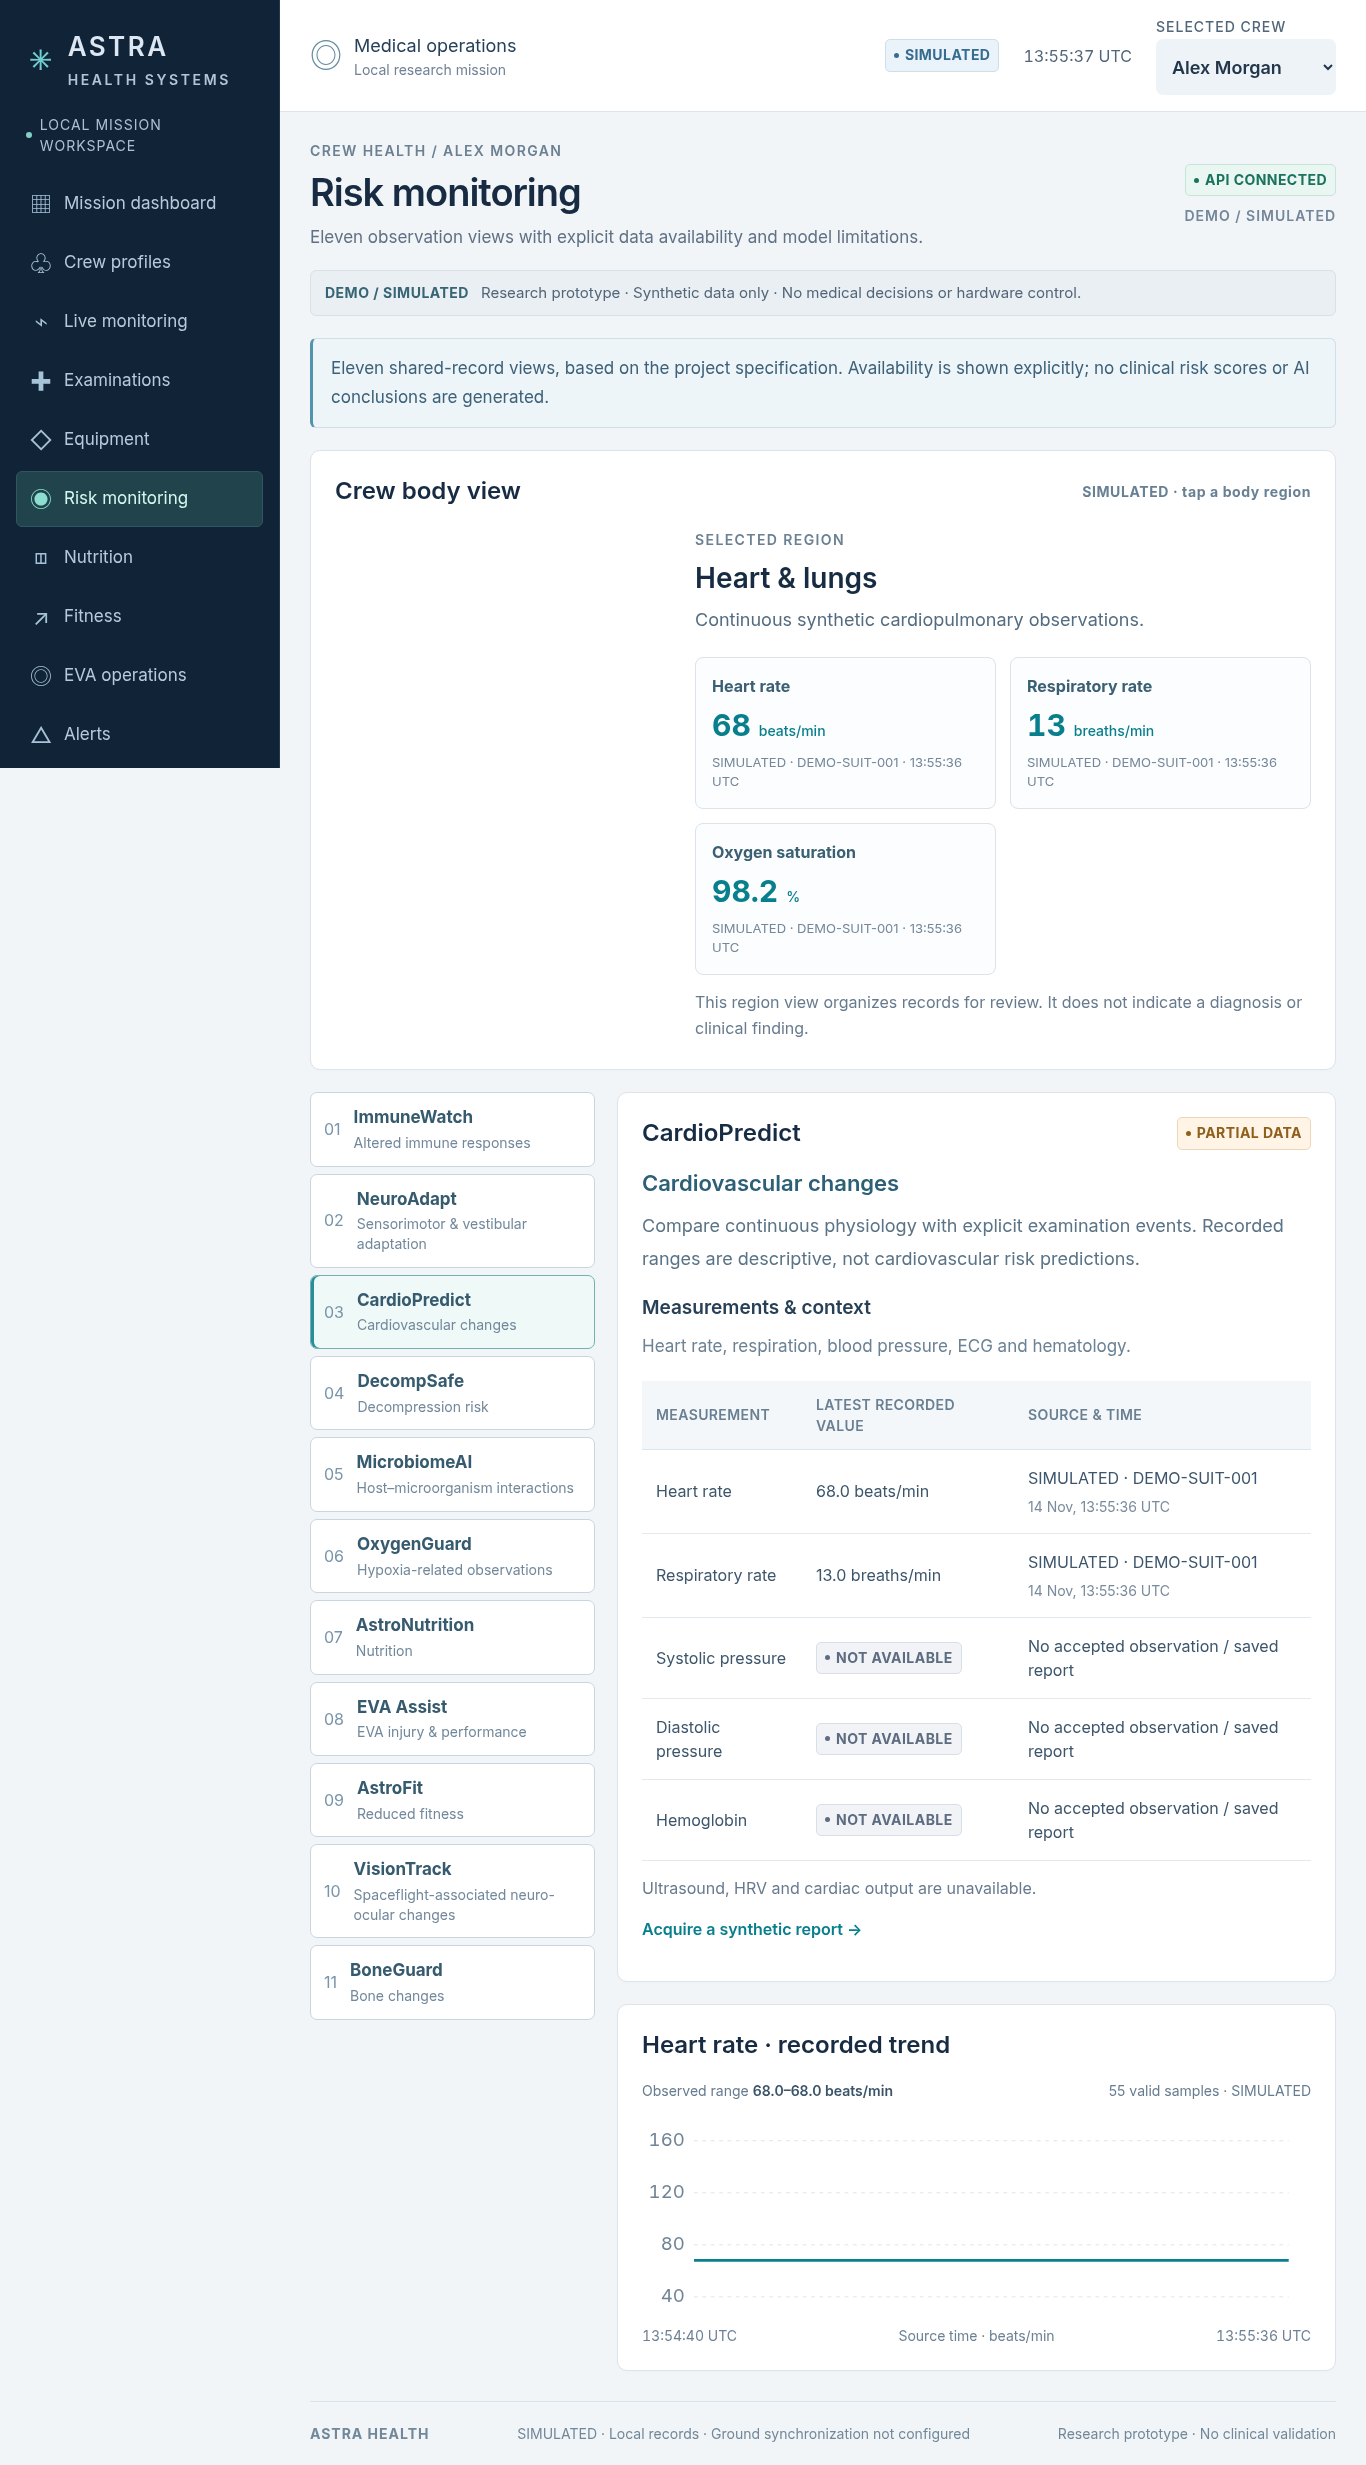 ASTRA
HEALTH SYSTEMS
LOCAL MISSION
WORKSPACE
Mission dashboard
Crew profiles
Live monitoring
Examinations
Equipment
Risk monitoring
Nutrition
Fitness
EVA operations
Alerts
Medical operations
Local research mission
SIMULATED
13:55:37 UTC
SELECTED CREW
Alex Morgan
CREW HEALTH / ALEX MORGAN
Risk monitoring
Eleven observation views with explicit data availability and model limitations.
API CONNECTED
DEMO / SIMULATED
DEMO / SIMULATED Research prototype · Synthetic data only · No medical decisions or hardware control.
Eleven shared-record views, based on the project specification. Availability is shown explicitly; no clinical risk scores or AI
conclusions are generated.
Crew body view
SIMULATED · tap a body region
SELECTED REGION
Heart & lungs
Continuous synthetic cardiopulmonary observations.
Heart rate
68 beats/min
SIMULATED · DEMO-SUIT-001 · 13:55:36
UTC
Respiratory rate
13 breaths/min
SIMULATED · DEMO-SUIT-001 · 13:55:36
UTC
Oxygen saturation
98.2 %
SIMULATED · DEMO-SUIT-001 · 13:55:36
UTC
This region view organizes records for review. It does not indicate a diagnosis or
clinical finding.
01 ImmuneWatch
Altered immune responses
02 NeuroAdapt
Sensorimotor & vestibular
adaptation
03 CardioPredict
Cardiovascular changes
04 DecompSafe
Decompression risk
05 MicrobiomeAI
Host–microorganism interactions
06 OxygenGuard
Hypoxia-related observations
07 AstroNutrition
Nutrition
08 EVA Assist
EVA injury & performance
09 AstroFit
Reduced fitness
10 VisionTrack
Spaceflight-associated neuro-
ocular changes
11 BoneGuard
Bone changes
CardioPredict
PARTIAL DATA
Cardiovascular changes
Compare continuous physiology with explicit examination events. Recorded
ranges are descriptive, not cardiovascular risk predictions.
Measurements & context
Heart rate, respiration, blood pressure, ECG and hematology.
MEASUREMENT
LATEST RECORDED
VALUE
SOURCE & TIME
Heart rate
68.0 beats/min
SIMULATED · DEMO-SUIT-001
14 Nov, 13:55:36 UTC
Respiratory rate
13.0 breaths/min
SIMULATED · DEMO-SUIT-001
14 Nov, 13:55:36 UTC
Systolic pressure
NOT AVAILABLE
No accepted observation / saved
report
Diastolic
pressure
NOT AVAILABLE
No accepted observation / saved
report
Hemoglobin
NOT AVAILABLE
No accepted observation / saved
report
Ultrasound, HRV and cardiac output are unavailable.
Acquire a synthetic report →
Heart rate · recorded trend
Observed range 68.0–68.0 beats/min
55 valid samples · SIMULATED
160
120
80
40
13:54:40 UTC
Source time · beats/min
13:55:36 UTC
ASTRA HEALTH
SIMULATED · Local records · Ground synchronization not configured
Research prototype · No clinical validation